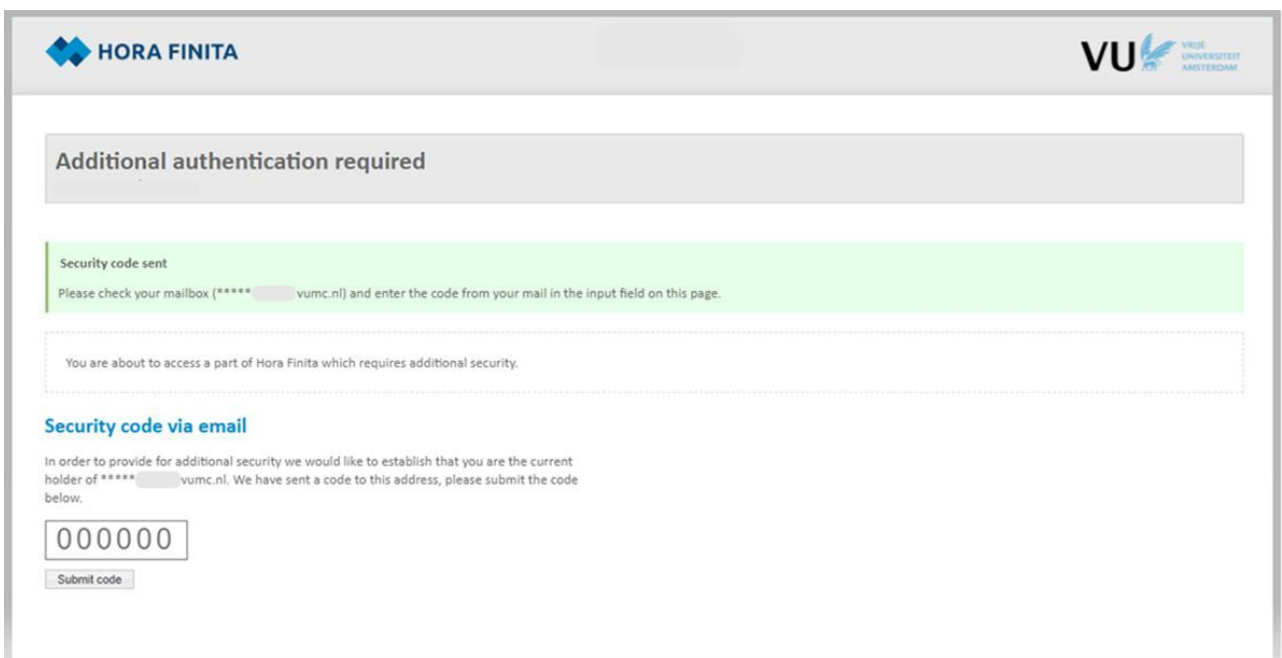 HORA FINITA
VU
VRIJE
UNIVERSITEIT
AMSTERDAM
Additional authentication required
Security code sent
Please check your mailbox (***** vumc.nl) and enter the code from your mail in the input field on this page.
You are about to access a part of Hora Finita which requires additional security.
Security code via email
In order to provide for additional security we would like to establish that you are the current
holder of ***** vumc.nl. We have sent a code to this address, please submit the code
below.
000000
Submit code